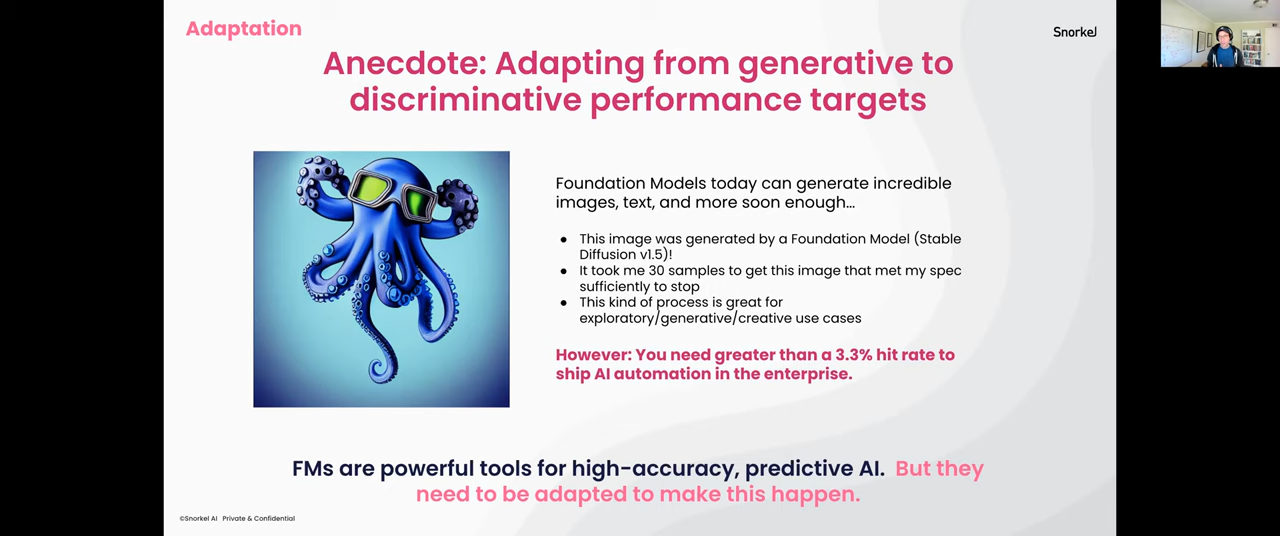 Adaptation
Snorkel
Anecdote: Adapting from generative to
discriminative performance targets
Foundation Models today can generate incredible
images, text, and more soon enough...
● This image was generated by a Foundation Model (Stable
Diffusion v1.5)!
● It took me 30 samples to get this image that met my spec
sufficiently to stop
● This kind of process is great for
exploratory/generative/creative use cases
However: You need greater than a 3.3% hit rate to
ship AI automation in the enterprise.
FMs are powerful tools for high-accuracy, predictive AI. But they
need to be adapted to make this happen.
©Snorkel AI Private & Confidential